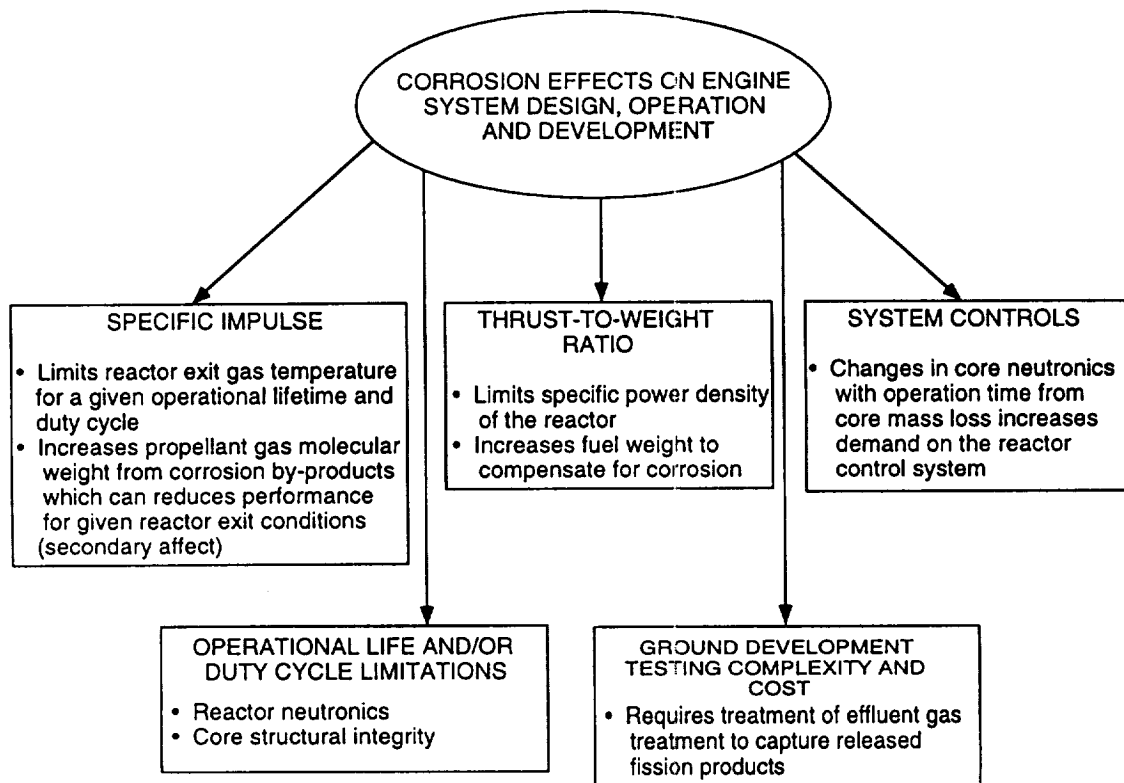 CORROSION EFFECTS ON ENGINE
SYSTEM DESIGN, OPERATION
AND DEVELOPMENT
SPECIFIC IMPULSE
• Limits reactor exit gas temperature
for a given operational lifetime and
duty cycle
• Increases propellant gas molecular
weight from corrosion by-products
which can reduces performance
for given reactor exit conditions
(secondary affect)
THRUST-TO-WEIGHT
RATIO
• Limits specific power density
of the reactor
• Increases fuel weight to
compensate for corrosion
SYSTEM CONTROLS
• Changes in core neutronics
with operation time from
core mass loss increases
demand on the reactor
control system
OPERATIONAL LIFE AND/OR
DUTY CYCLE LIMITATIONS
• Reactor neutronics
• Core structural integrity
GROUND DEVELOPMENT
TESTING COMPLEXITY AND
COST
• Requires treatment of effluent gas
treatment to capture released
fission products